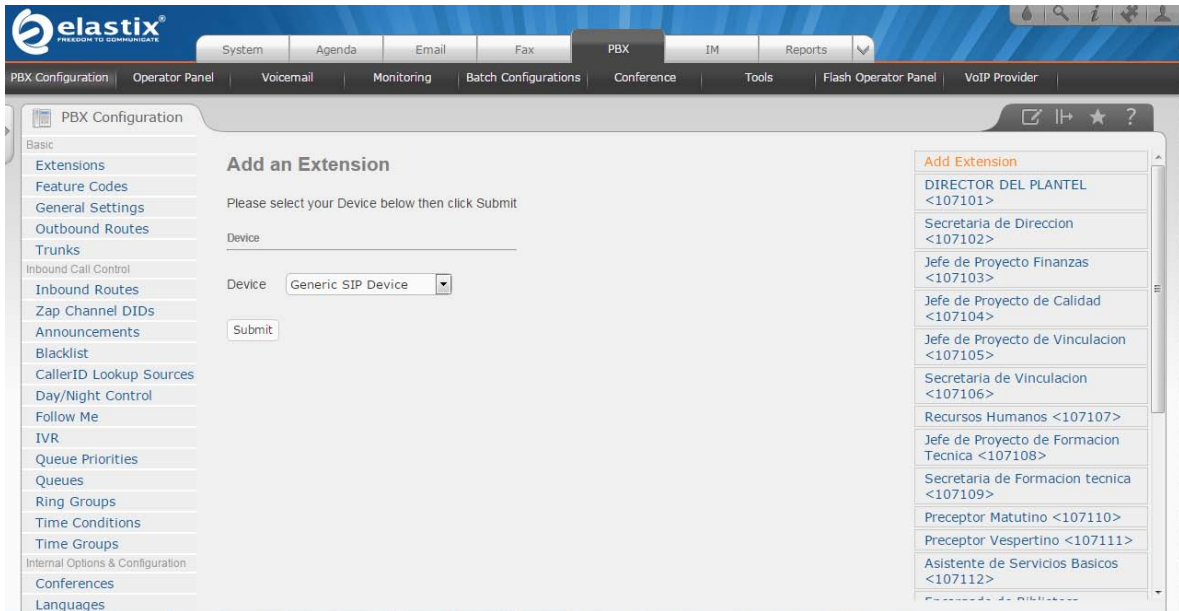 elastix®
FREEDOM TO COMMUNICATE
System
Agenda
Email
Fax
PBX
IM
Reports
PBX Configuration
Operator Panel
Voicemail
Monitoring
Batch Configurations
Conference
Tools
Flash Operator Panel
VoIP Provider
PBX Configuration
Basic
Extensions
Feature Codes
General Settings
Outbound Routes
Trunks
Inbound Call Control
Inbound Routes
Zap Channel DIDs
Announcements
Blacklist
CallerID Lookup Sources
Day/Night Control
Follow Me
IVR
Queue Priorities
Queues
Ring Groups
Time Conditions
Time Groups
Internal Options & Configuration
Conferences
Languages
Add an Extension
Please select your Device below then click Submit
Device
Device Generic SIP Device
Submit
Add Extension
DIRECTOR DEL PLANTEL
<107101>
Secretaria de Direccion
<107102>
Jefe de Proyecto Finanzas
<107103>
Jefe de Proyecto de Calidad
<107104>
Jefe de Proyecto de Vinculacion
<107105>
Secretaria de Vinculacion
<107106>
Recursos Humanos <107107>
Jefe de Proyecto de Formacion
Tecnica <107108>
Secretaria de Formacion tecnica
<107109>
Preceptor Matutino <107110>
Preceptor Vespertino <107111>
Asistente de Servicios Basicos
<107112>